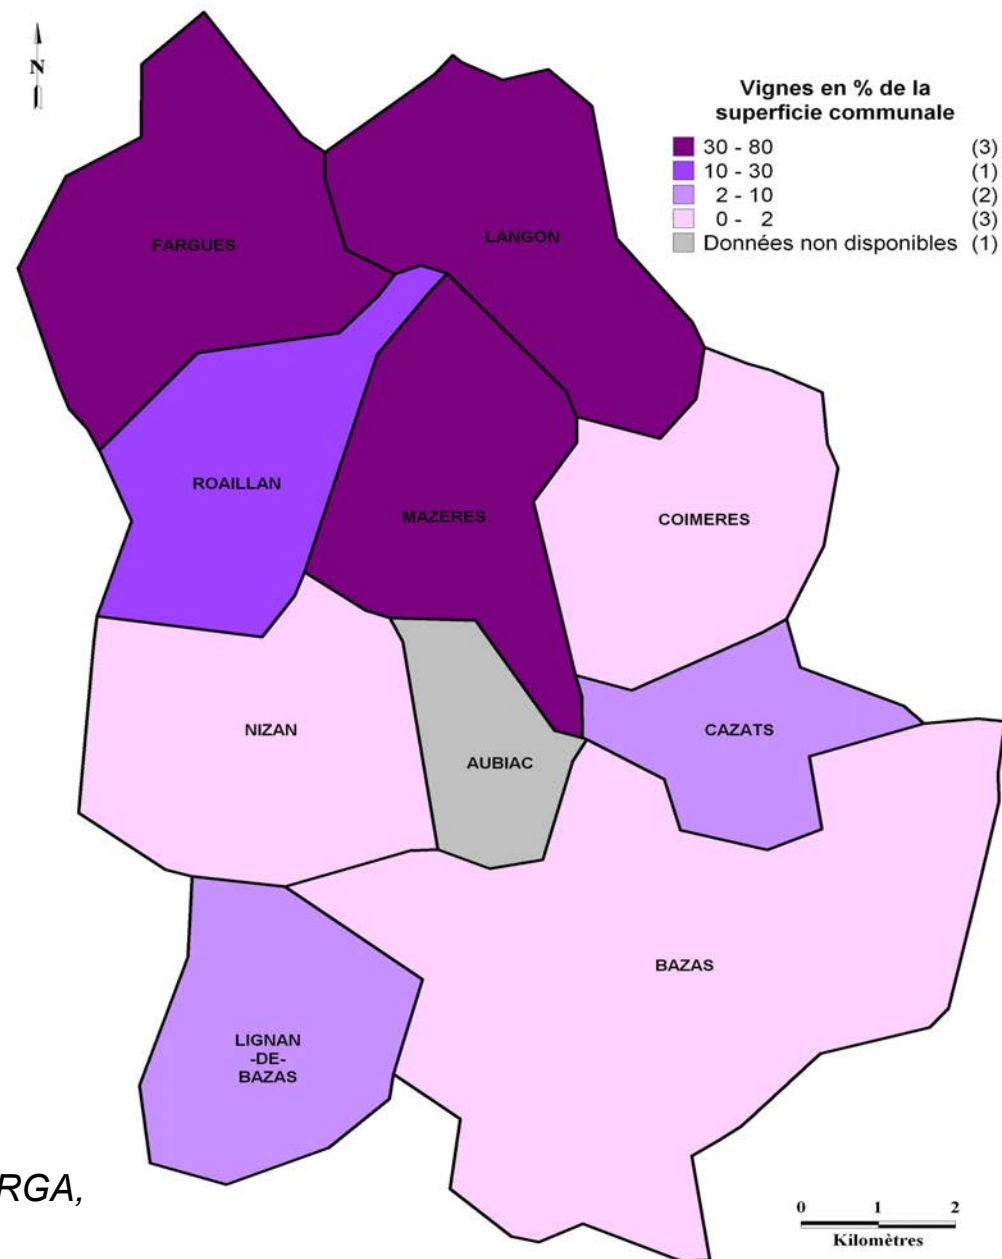 N
Vignes en % de la
superficie communale
30 - 80 (3)
10 - 30 (1)
2 - 10 (2)
0 - 2 (3)
Données non disponibles (1)
FARGUES
LANGON
ROAILLAN
MAZERES
COIMERES
NIZAN
AUBIAC
CAZATS
BAZAS
LIGNAN
-DE-
BAZAS
RGA,
0 1 2
Kilomètres